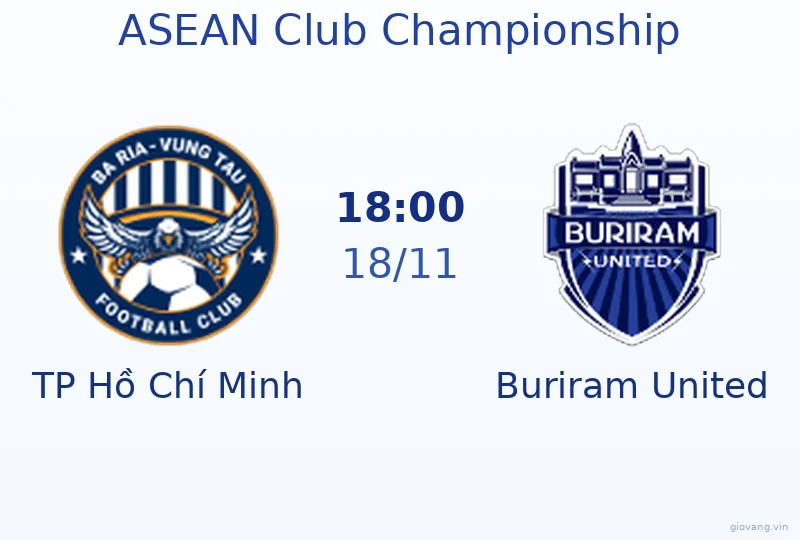 ASEAN Club Championship
BA RIA - VUNG TAU
FOOTBALL CLUB
18:00
18/11
BURIRAM
UNITED
TP Hồ Chí Minh
Buriram United
giovang.vin